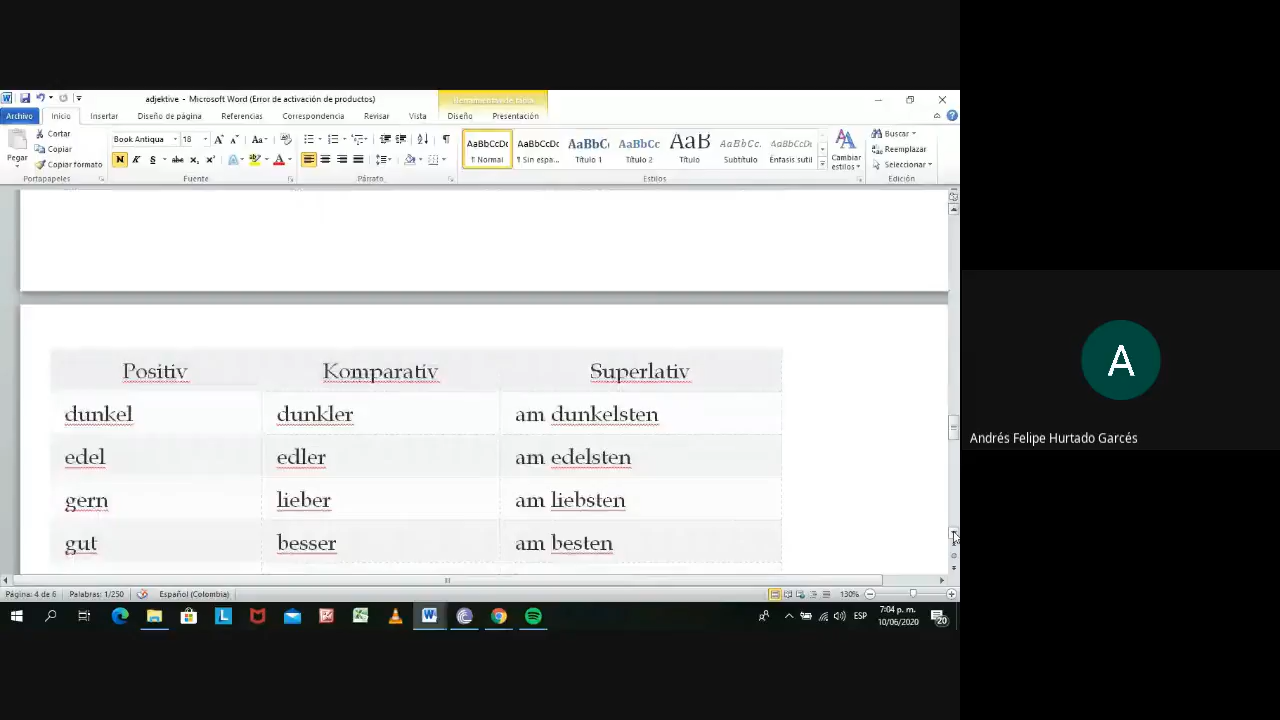 adjektive - Microsoft Word (Error de activación de productos)
Archivo Inicio Insertar Diseño de página Referencias Correspondencia Revisar Vista Diseño Presentación
Pegar
Cortar
Copiar
Copiar formato
Portapapeles
Book Antiqua 18
Fuente
Párrafo
AaBbCcDc AaBbCcDc AaBbC AaBbCc AaB AaBbCc. AaBbCcDc
¶ Normal ¶ Sin espa... Título 1 Título 2 Título Subtítulo Énfasis sutil
Estilos
Cambiar
estilos
Buscar
Reemplazar
Seleccionar
Edición
Positiv Komparativ Superlativ
dunkel dunkler am dunkelsten
edel edler am edelsten
gern lieber am liebsten
gut besser am besten
Página: 4 de 6 Palabras: 1/250 Español (Colombia) 130%
ESP
7:04 p. m.
10/06/2020
20
A
Andrés Felipe Hurtado Garcés